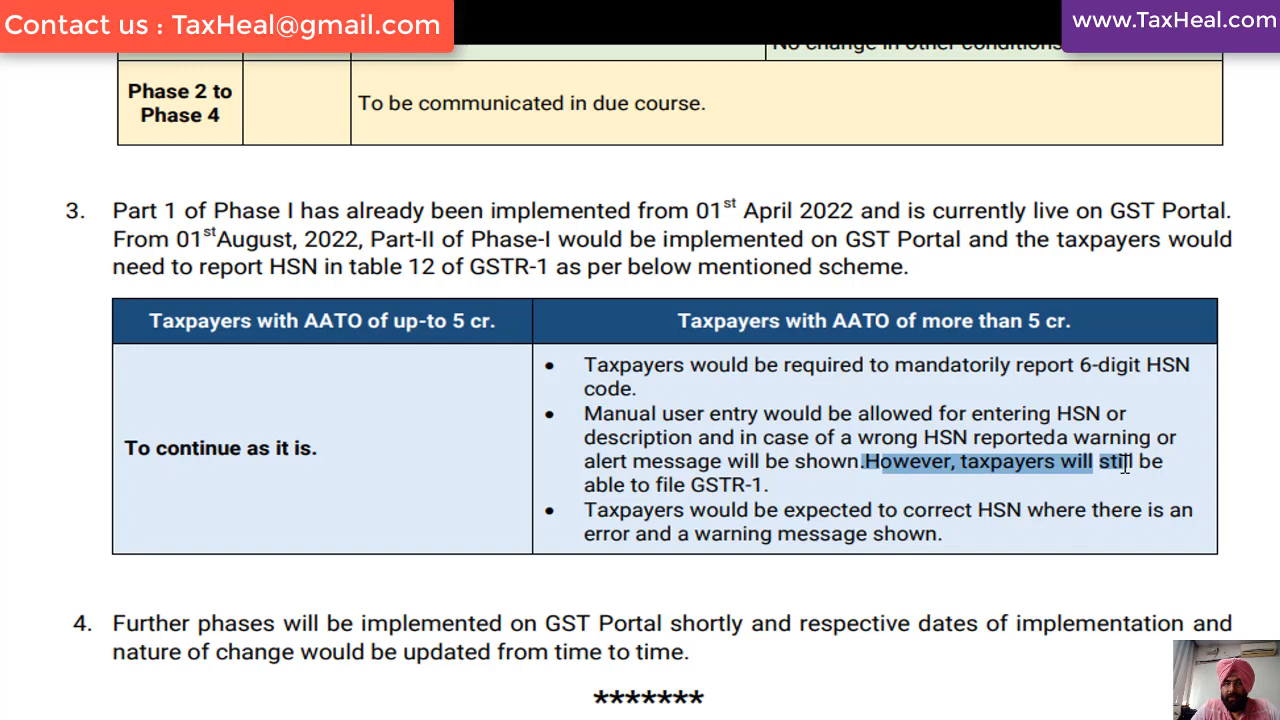 Contact us : TaxHeal@gmail.com
www.TaxHeal.com
No change in other conditions
Phase 2 to
Phase 4
To be communicated in due course.
3. Part 1 of Phase I has already been implemented from 01st April 2022 and is currently live on GST Portal.
From 01stAugust, 2022, Part-II of Phase-I would be implemented on GST Portal and the taxpayers would
need to report HSN in table 12 of GSTR-1 as per below mentioned scheme.
Taxpayers with AATO of up-to 5 cr.
Taxpayers with AATO of more than 5 cr.
To continue as it is.
• Taxpayers would be required to mandatorily report 6-digit HSN
code.
• Manual user entry would be allowed for entering HSN or
description and in case of a wrong HSN reporteda warning or
alert message will be shown.However, taxpayers will still be
able to file GSTR-1.
• Taxpayers would be expected to correct HSN where there is an
error and a warning message shown.
4. Further phases will be implemented on GST Portal shortly and respective dates of implementation and
nature of change would be updated from time to time.
*******